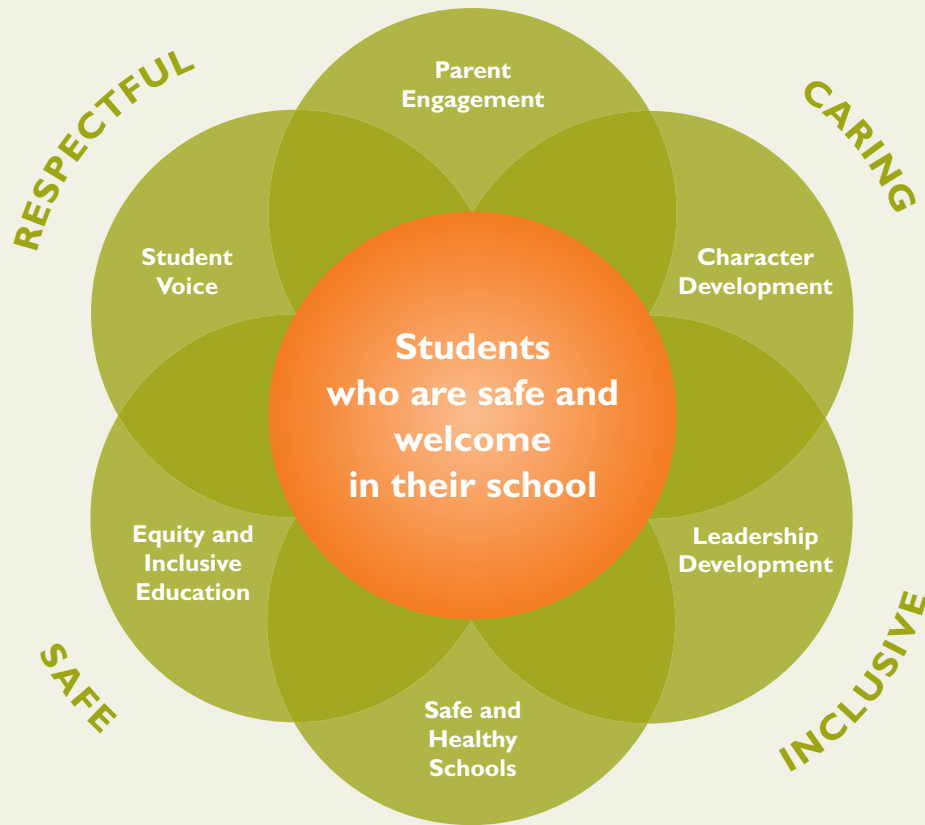 RESPECTFUL
CARING
Parent
Engagement
Student
Voice
Character
Development
Students
who are safe and
welcome
in their school
Equity and
Inclusive
Education
Leadership
Development
Safe and
Healthy
Schools
SAFE
INCLUSIVE